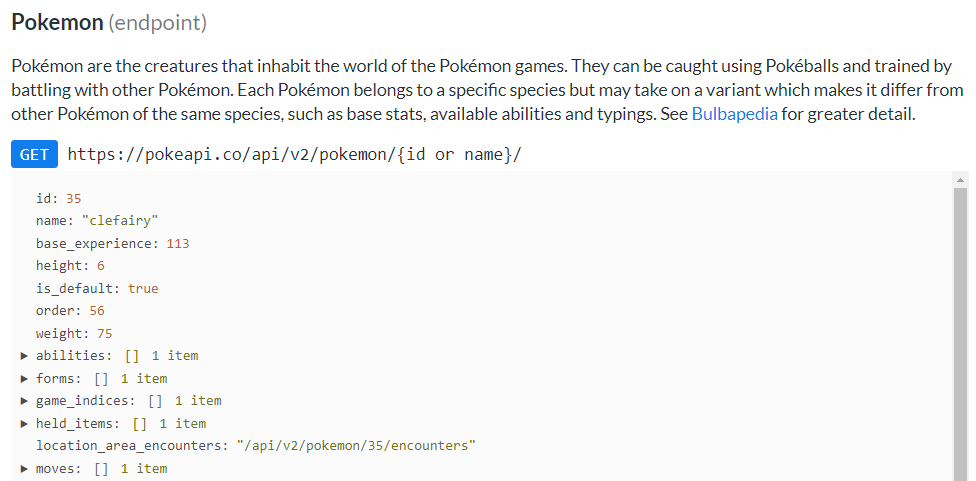 Pokemon (endpoint)
Pokémon are the creatures that inhabit the world of the Pokémon games. They can be caught using Pokéballs and trained by
battling with other Pokémon. Each Pokémon belongs to a specific species but may take on a variant which makes it differ from
other Pokémon of the same species, such as base stats, available abilities and typings. See Bulbapedia for greater detail.
GET https://pokeapi.co/api/v2/pokemon/{id or name}/
id: 35
name: "clefairy"
base_experience: 113
height: 6
is_default: true
order: 56
weight: 75
abilities: [] 1 item
forms: [] 1 item
game_indices: [] 1 item
held_items: [] 1 item
location_area_encounters: "/api/v2/pokemon/35/encounters"
moves: [] 1 item